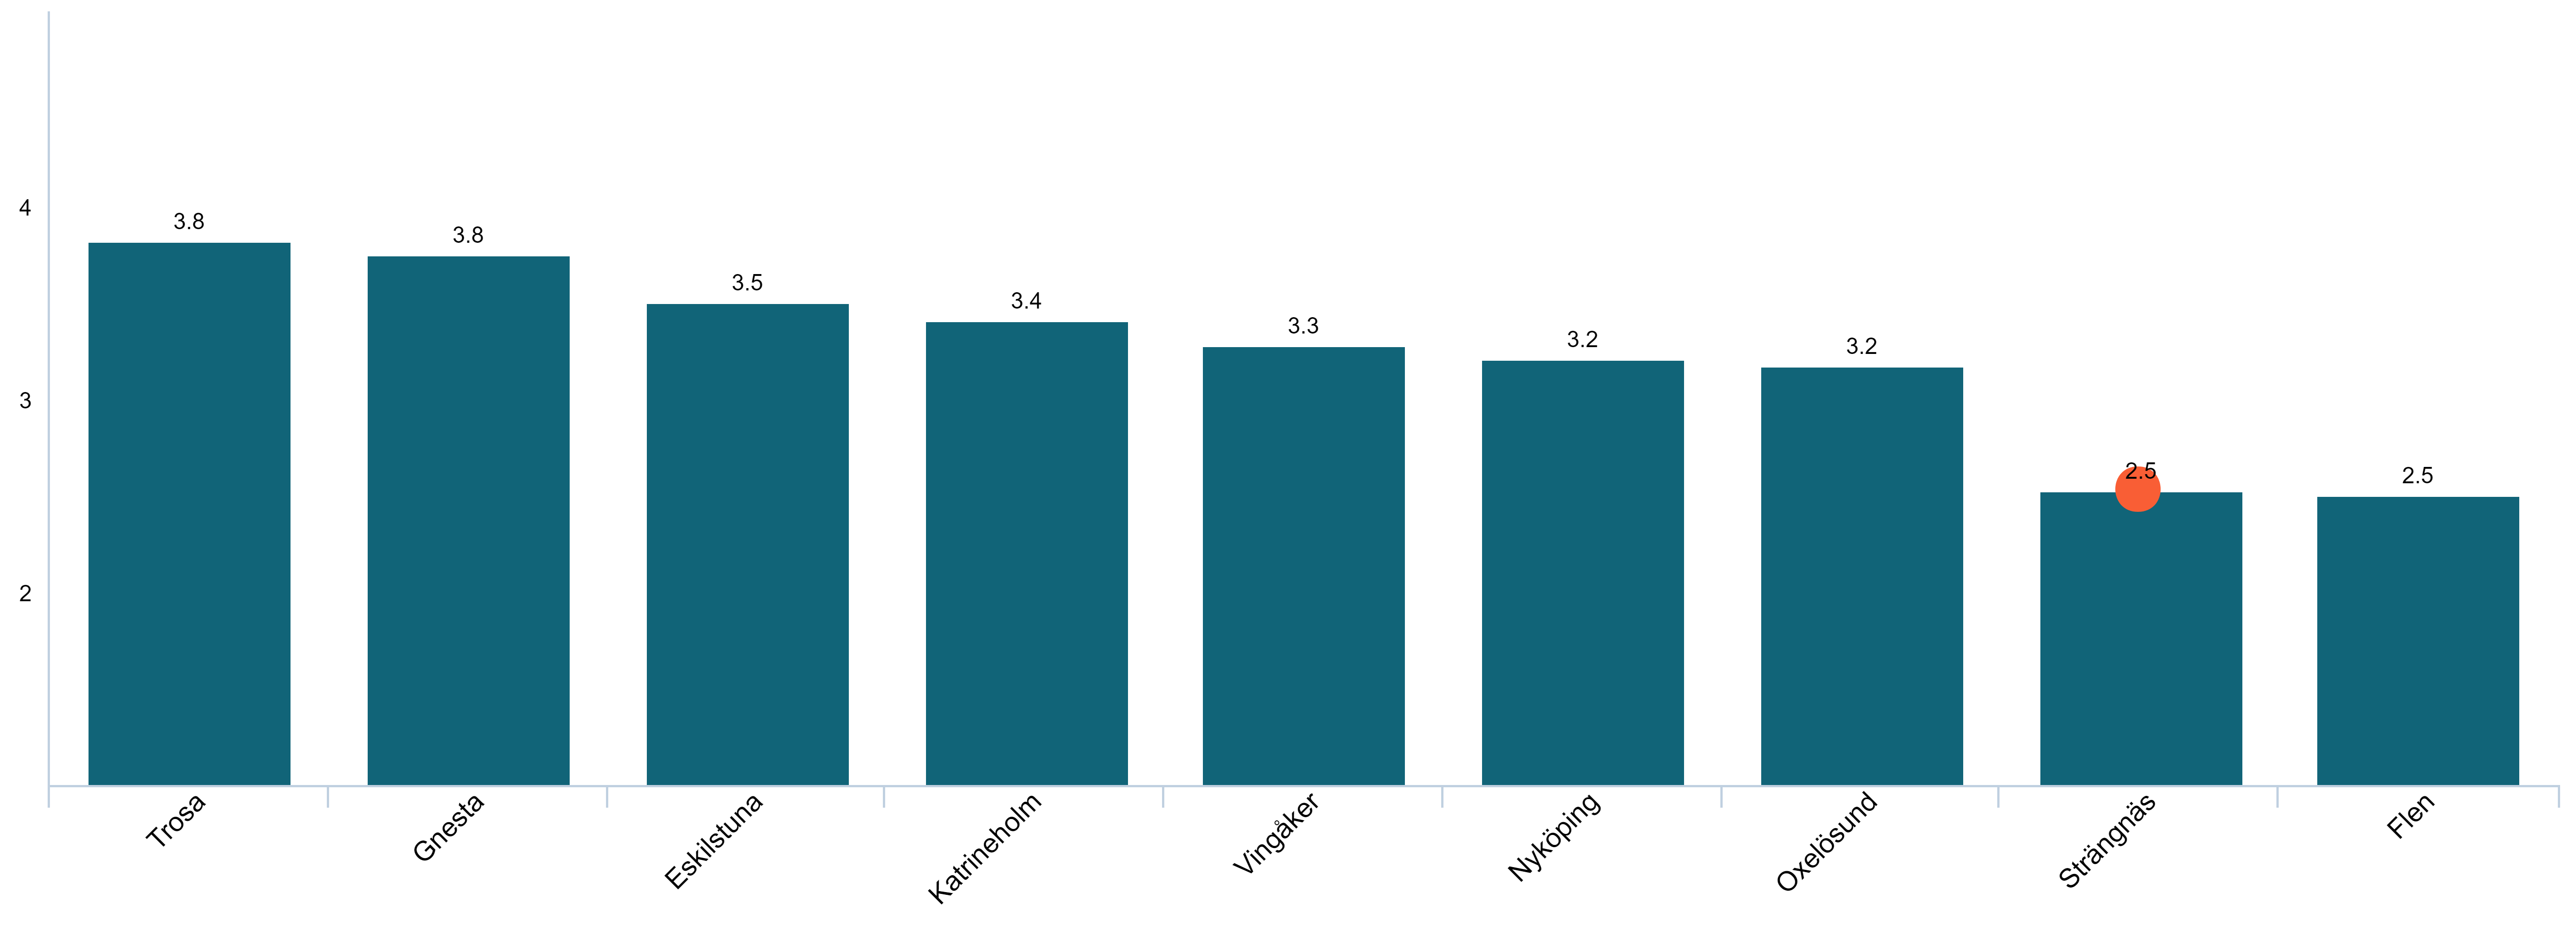 4
3
2
3.8
3.8
3.5
3.4
3.3
3.2
3.2
2.5
2.5
Trosa
Gnesta
Eskilstuna
Katrineholm
Vingåker
Nyköping
Oxelösund
Strängnäs
Flen